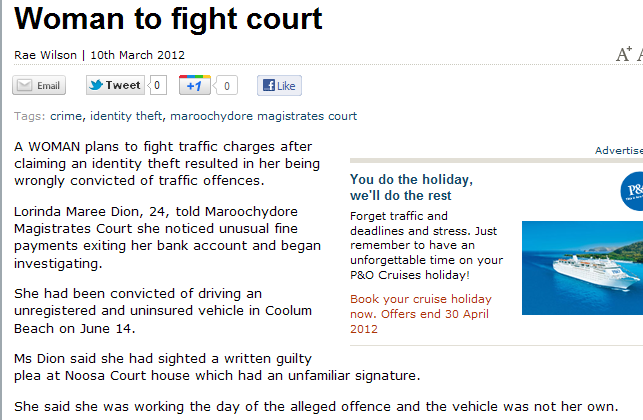 Woman to fight court
Rae Wilson | 10th March 2012
A+ A
Email Tweet 0 +1 0 Like
Tags: crime, identity theft, maroochydore magistrates court
A WOMAN plans to fight traffic charges after
claiming an identity theft resulted in her being
wrongly convicted of traffic offences.
Lorinda Maree Dion, 24, told Maroochydore
Magistrates Court she noticed unusual fine
payments exiting her bank account and began
investigating.
She had been convicted of driving an
unregistered and uninsured vehicle in Coolum
Beach on June 14.
Ms Dion said she had sighted a written guilty
plea at Noosa Court house which had an unfamiliar signature.
She said she was working the day of the alleged offence and the vehicle was not her own.
Advertise
You do the holiday,
we'll do the rest
Forget traffic and
deadlines and stress. Just
remember to have an
unforgettable time on your
P&O Cruises holiday!
Book your cruise holiday
now. Offers end 30 April
2012
P&